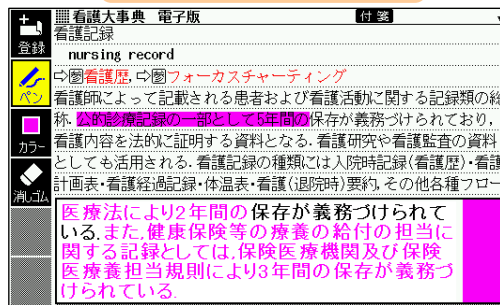 看護大事典 電子版
付箋
登録
ペン
カラー
消しゴム
看護記録
nursing record
⇨図看護歴,⇨図フォーカスチャーティング
看護師によって記載される患者および看護活動に関する記録類の総
称.公的診療記録の一部として5年間の保存が義務づけられており,
看護内容を法的に証明する資料となる.看護研究や看護監査の資料
としても活用される.看護記録の種類には入院時記録(看護歴)・看護
計画表・看護経過記録・体温表・看護(退院時)要約,その他各種フロー
医療法により2年間の保存が義務づけられて
いる.また,健康保険等の療養の給付の担当に
関する記録としては,保険医療機関及び保険
医療養担当規則により3年間の保存が義務づ
けられている.